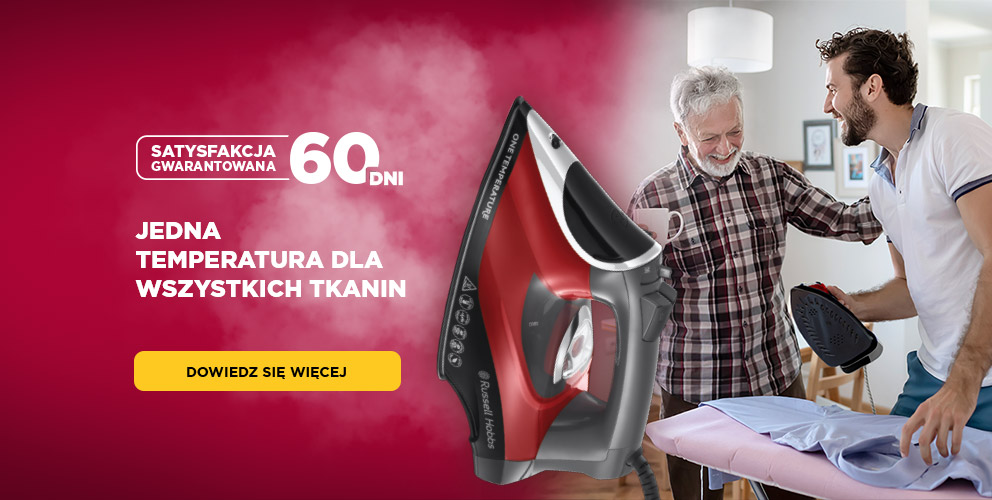 SATYSFAKCJA
GWARANTOWANA
60 DNI
JEDNA
TEMPERATURA DLA
WSZYSTKICH TKANIN
DOWIEDZ SIĘ WIĘCEJ
ONE TEMPERATURE
Russell Hobbs